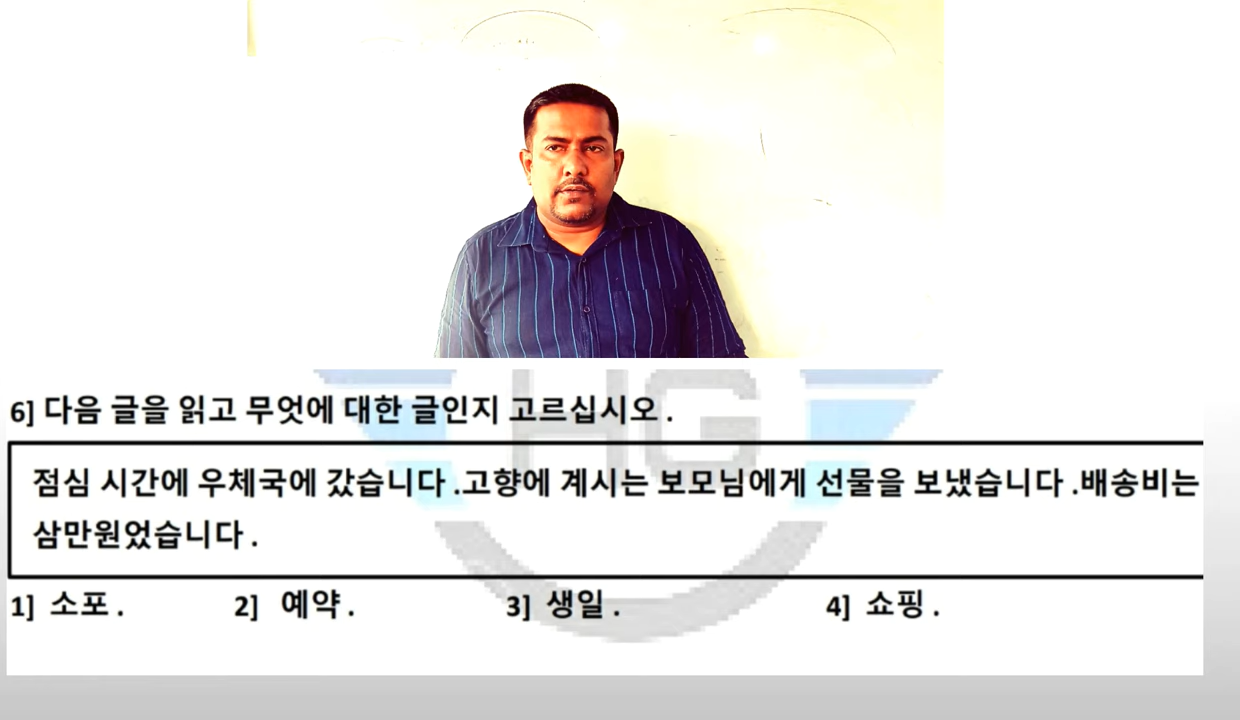 HG
6] 다음 글을 읽고 무엇에 대한 글인지 고르십시오 .
점심 시간에 우체국에 갔습니다 .고향에 계시는 보모님에게 선물을 보냈습니다 .배송비는
삼만원었습니다 .
1] 소포 . 2] 예약 . 3] 생일 . 4] 쇼핑 .